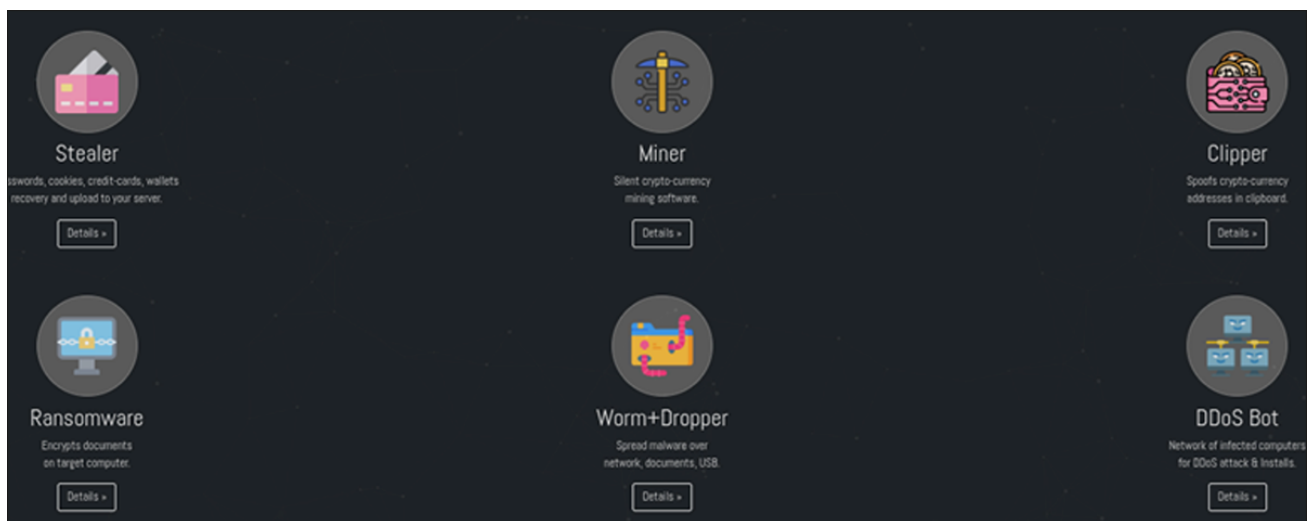 Stealer
Miner
Clipper
sswords, cookies, credit-cards, wallets
recovery and upload to your server.
Silent crypto-currency
mining software.
Spoofs crypto-currency
addresses in clipboard.
Details »
Details »
Details »
Ransomware
Worm+Dropper
DDoS Bot
Encrypts documents
on target computer.
Spread malware over
network, documents, USB.
Network of infected computers
for DDoS attack & Installs.
Details »
Details »
Details »